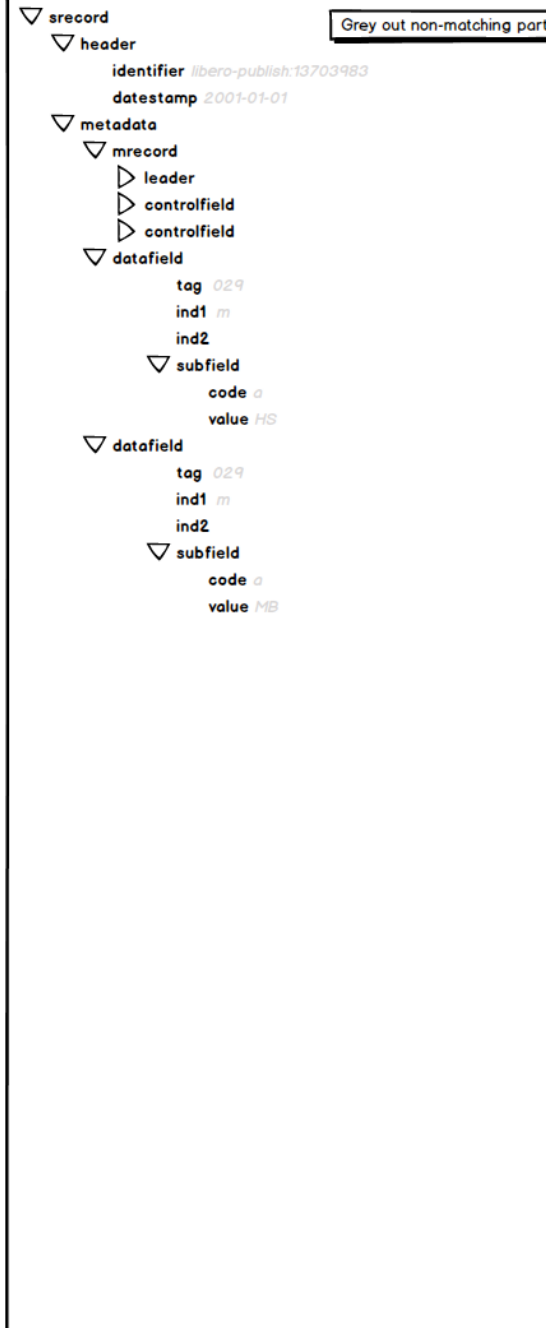 srecord
Grey out non-matching part
header
identifier libero-publish:13703983
datestamp 2001-01-01
metadata
mrecord
leader
controlfield
controlfield
datafield
tag 029
ind1 m
ind2
subfield
code a
value HS
datafield
tag 029
ind1 m
ind2
subfield
code a
value MB